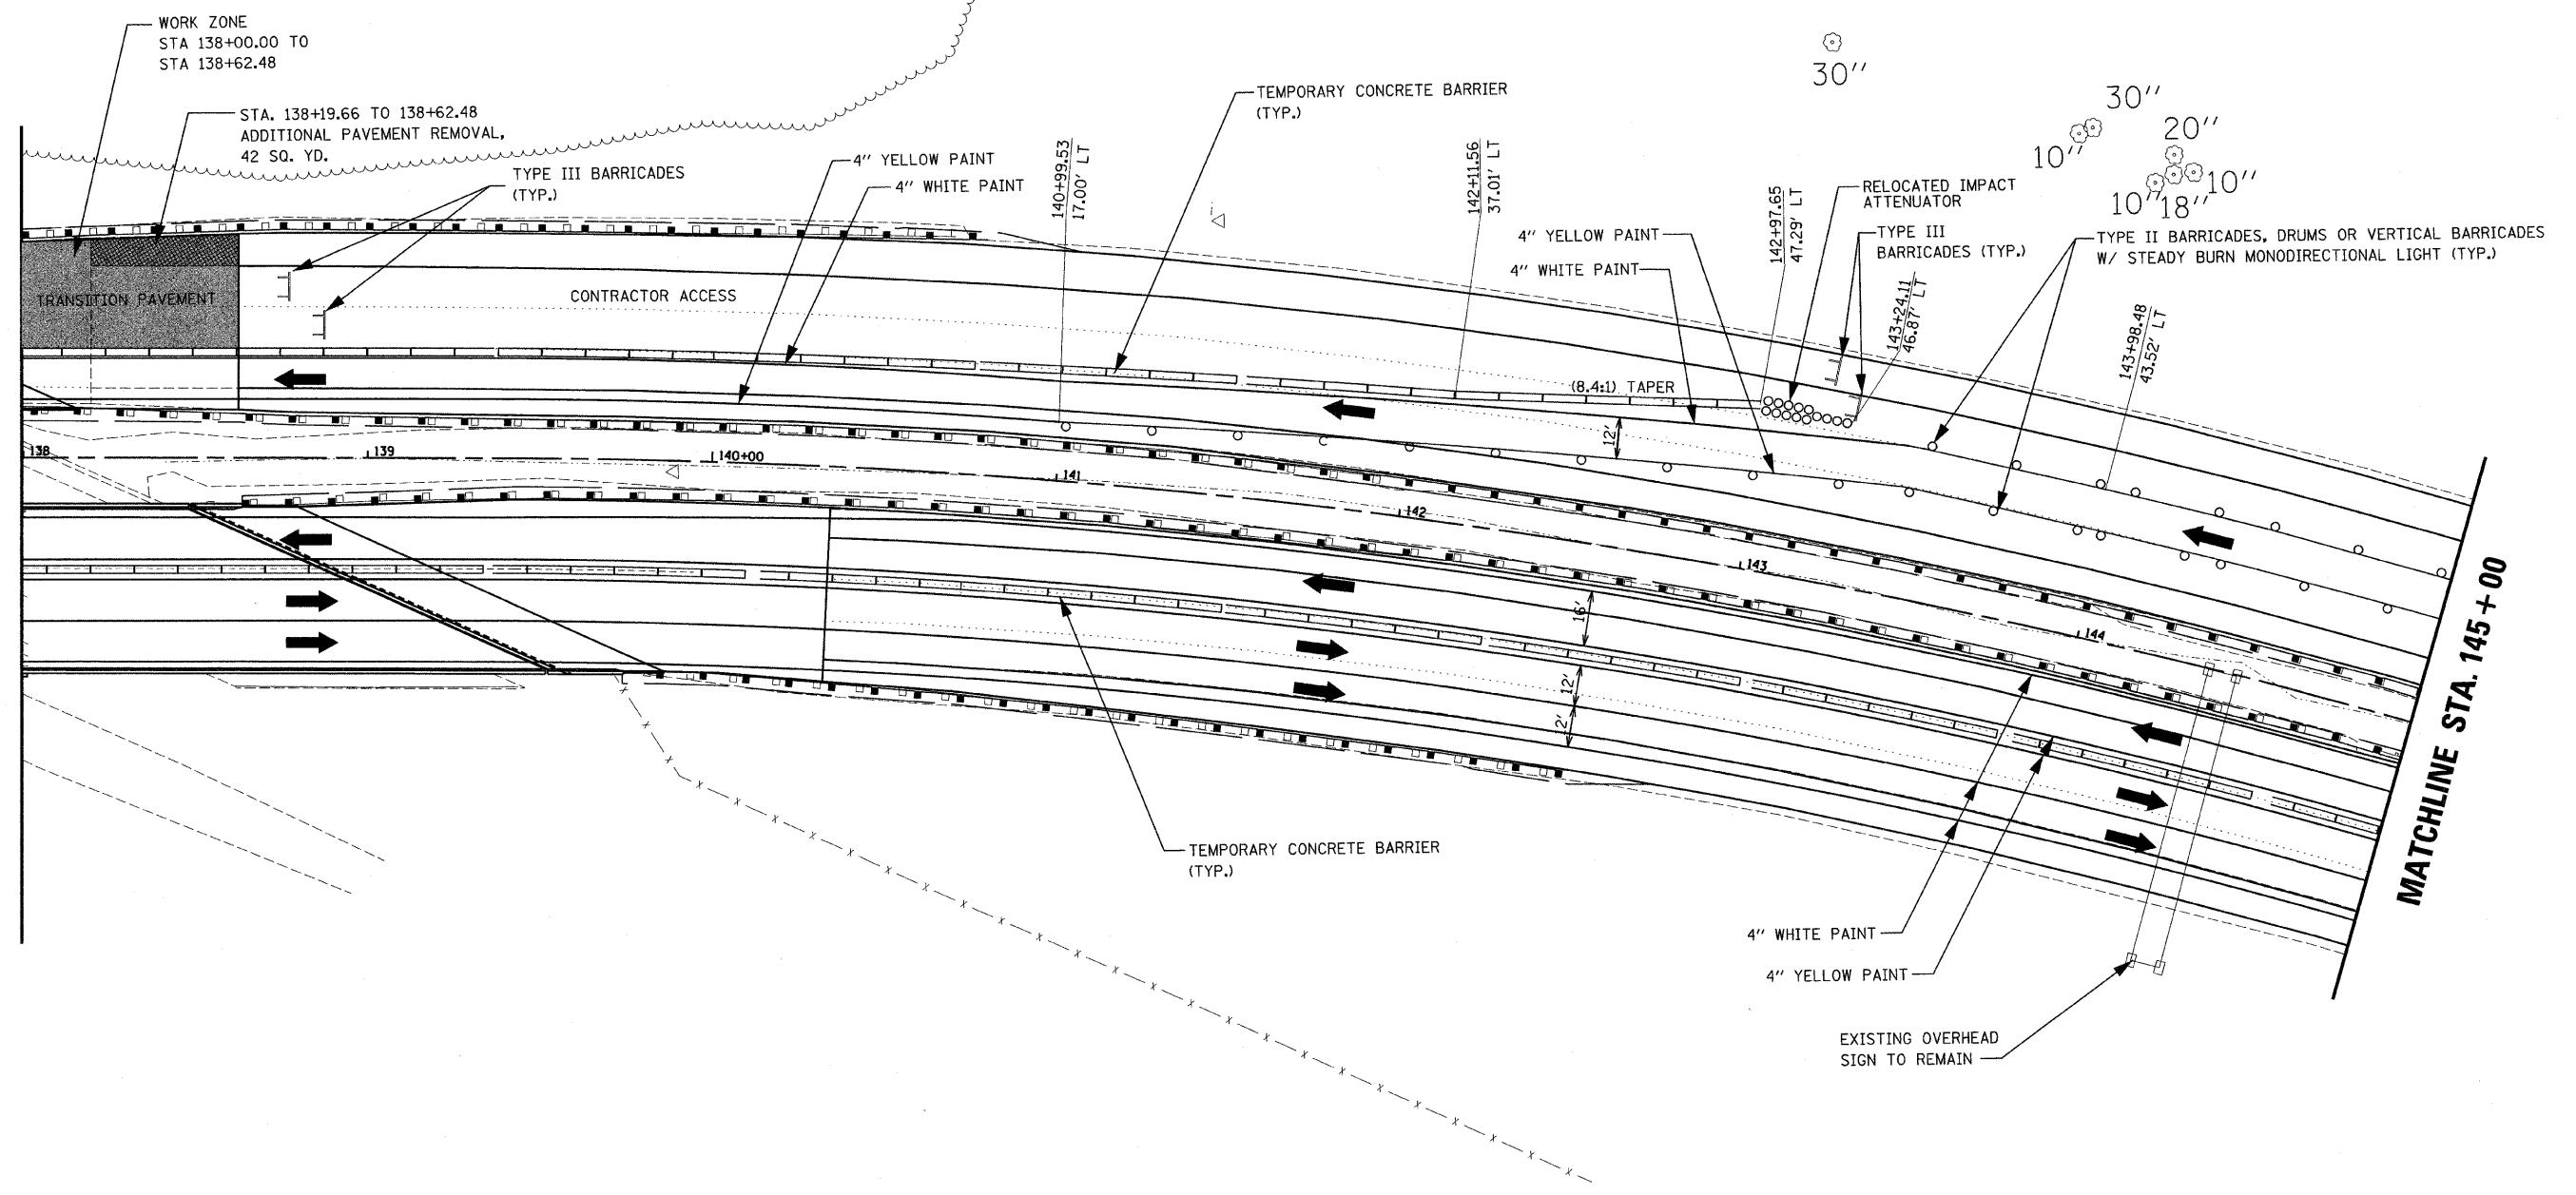 WORK ZONE
STA 138+00.00 TO
STA 138+62.48
STA. 138+19.66 TO 138+62.48
ADDITIONAL PAVEMENT REMOVAL,
42 SQ. YD.
TYPE III BARRICADES
(TYP.)
4" YELLOW PAINT
4" WHITE PAINT
TEMPORARY CONCRETE BARRIER
(TYP.)
140+99.53
17.00' LT
142+11.56
37.01' LT
30"
30"
10"
20"
10"
10"
18"
RELOCATED IMPACT
ATTENUATOR
142+97.65
47.29' LT
4" YELLOW PAINT
4" WHITE PAINT
TYPE III
BARRICADES (TYP.)
TYPE II BARRICADES, DRUMS OR VERTICAL BARRICADES
W/ STEADY BURN MONODIRECTIONAL LIGHT (TYP.)
143+24.11
46.87' LT
143+98.48
43.52' LT
TRANSITION PAVEMENT
CONTRACTOR ACCESS
(8.4:1) TAPER
12'
138
139
140+00
141
142
143
144
16'
12'
12'
MATCHLINE STA. 145+00
TEMPORARY CONCRETE BARRIER
(TYP.)
4" WHITE PAINT
4" YELLOW PAINT
EXISTING OVERHEAD
SIGN TO REMAIN